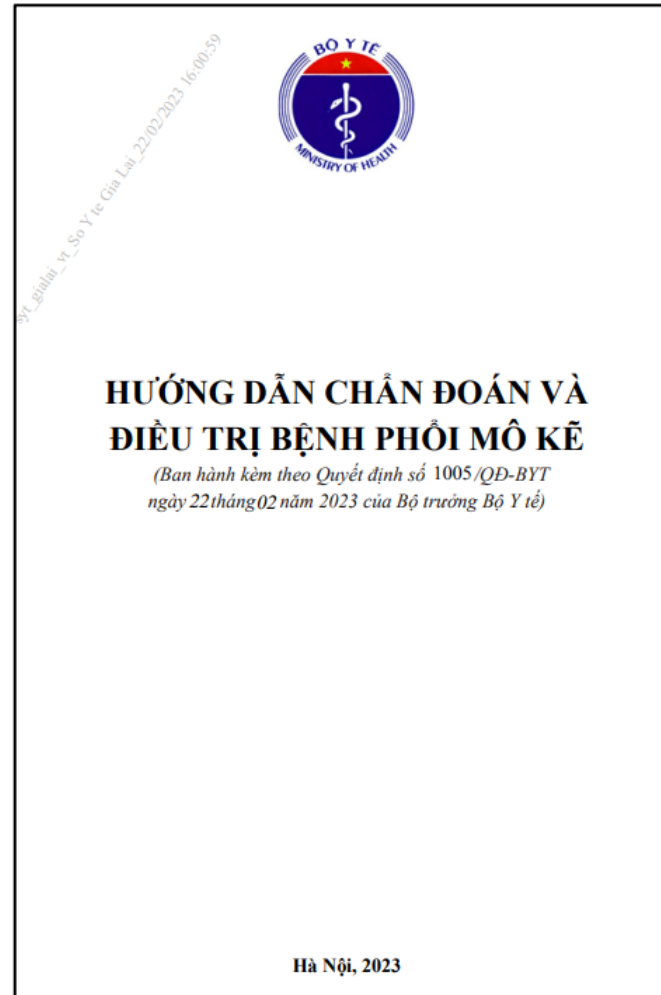 syt_gialai_vt_So Y te Gia Lai_22/02/2023 16:00:59
BỘ Y TẾ
MINISTRY OF HEALTH
HƯỚNG DẪN CHẨN ĐOÁN VÀ
ĐIỀU TRỊ BỆNH PHỔI MÔ KẼ
(Ban hành kèm theo Quyết định số 1005/QĐ-BYT
ngày 22 tháng 02 năm 2023 của Bộ trưởng Bộ Y tế)
Hà Nội, 2023